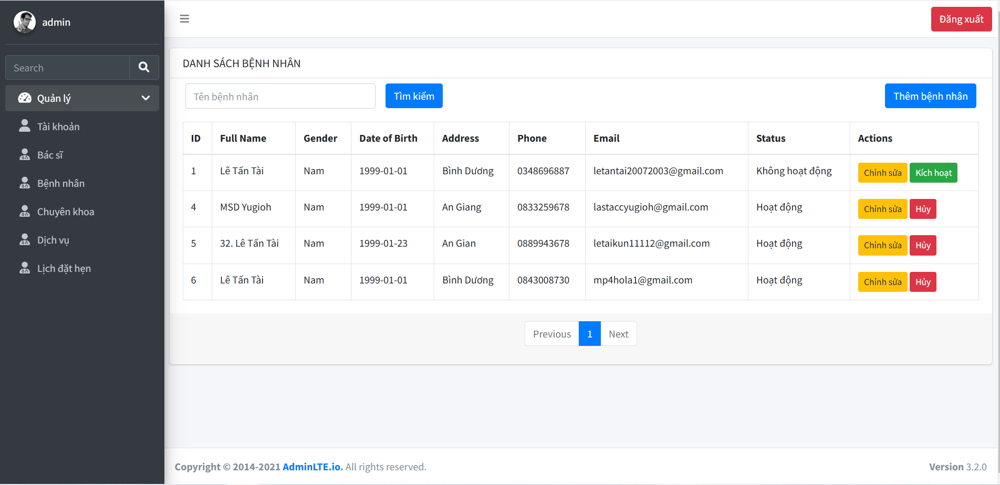 admin
Đăng xuất
Search
Quản lý
Tài khoản
Bác sĩ
Bệnh nhân
Chuyên khoa
Dịch vụ
Lịch đặt hẹn
DANH SÁCH BỆNH NHÂN
Tên bệnh nhân Tìm kiếm Thêm bệnh nhân
ID Full Name Gender Date of Birth Address Phone Email Status Actions
1 Lê Tấn Tài Nam 1999-01-01 Bình Dương 0348696887 letantai20072003@gmail.com Không hoạt động Chỉnh sửa Kích hoạt
4 MSD Yugioh Nam 1999-01-01 An Giang 0833259678 lastaccyugioh@gmail.com Hoạt động Chỉnh sửa Hủy
5 32. Lê Tấn Tài Nam 1999-01-23 An Gian 0889943678 letaikun11112@gmail.com Hoạt động Chỉnh sửa Hủy
6 Lê Tấn Tài Nam 1999-01-01 Bình Dương 0843008730 mp4hola1@gmail.com Hoạt động Chỉnh sửa Hủy
Previous 1 Next
Copyright © 2014-2021 AdminLTE.io. All rights reserved. Version 3.2.0